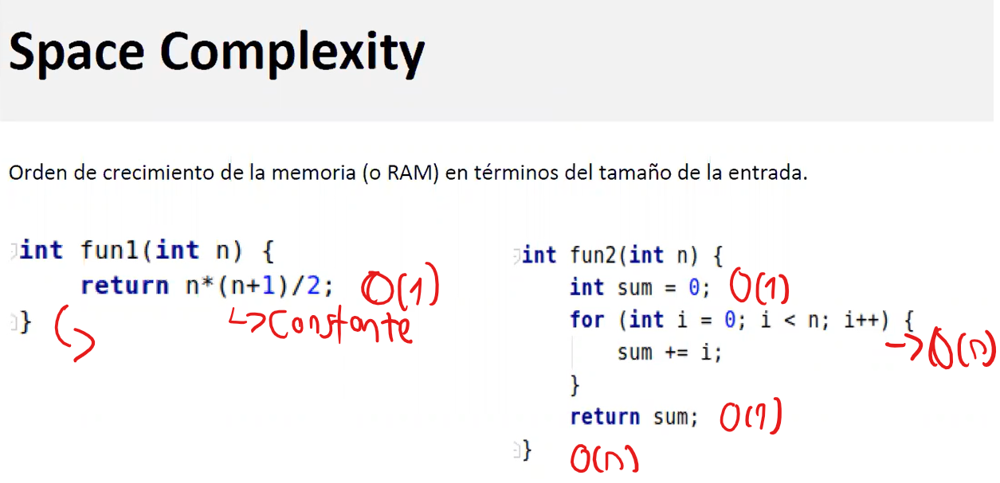 Space Complexity
Orden de crecimiento de la memoria (o RAM) en términos del tamaño de la entrada.
int fun1(int n) {
return n*(n+1)/2; O(1)
} ↳ Constante
int fun2(int n) {
int sum = 0; O(1)
for (int i = 0; i < n; i++) {
sum += i; → O(n)
}
return sum; O(1)
} O(n)